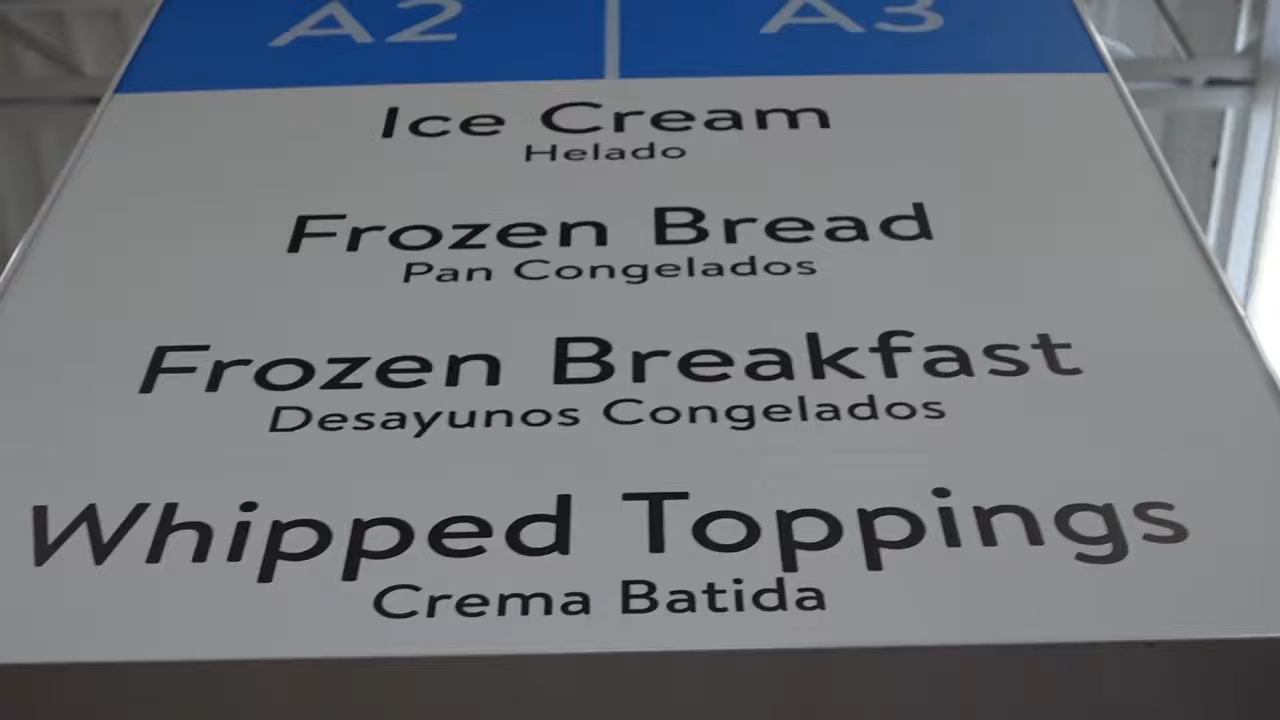 A2 A3
Ice Cream
Helado
Frozen Bread
Pan Congelados
Frozen Breakfast
Desayunos Congelados
Whipped Toppings
Crema Batida